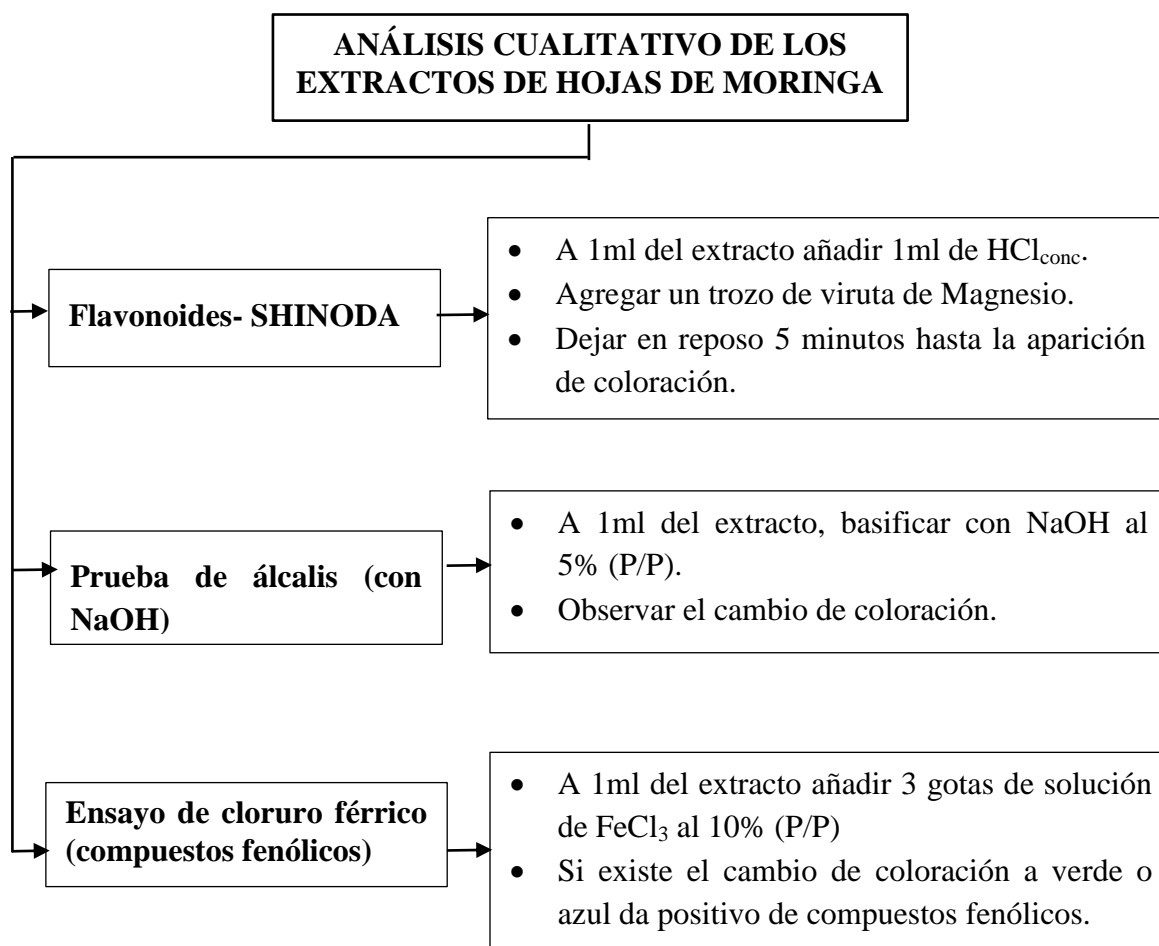 ANÁLISIS CUALITATIVO DE LOS
EXTRACTOS DE HOJAS DE MORINGA
Flavonoides- SHINODA
• A 1ml del extracto añadir 1ml de HCl_conc.
• Agregar un trozo de viruta de Magnesio.
• Dejar en reposo 5 minutos hasta la aparición
de coloración.
Prueba de álcalis (con
NaOH)
• A 1ml del extracto, basificar con NaOH al
5% (P/P).
• Observar el cambio de coloración.
Ensayo de cloruro férrico
(compuestos fenólicos)
• A 1ml del extracto añadir 3 gotas de solución
de FeCl₃ al 10% (P/P)
• Si existe el cambio de coloración a verde o
azul da positivo de compuestos fenólicos.